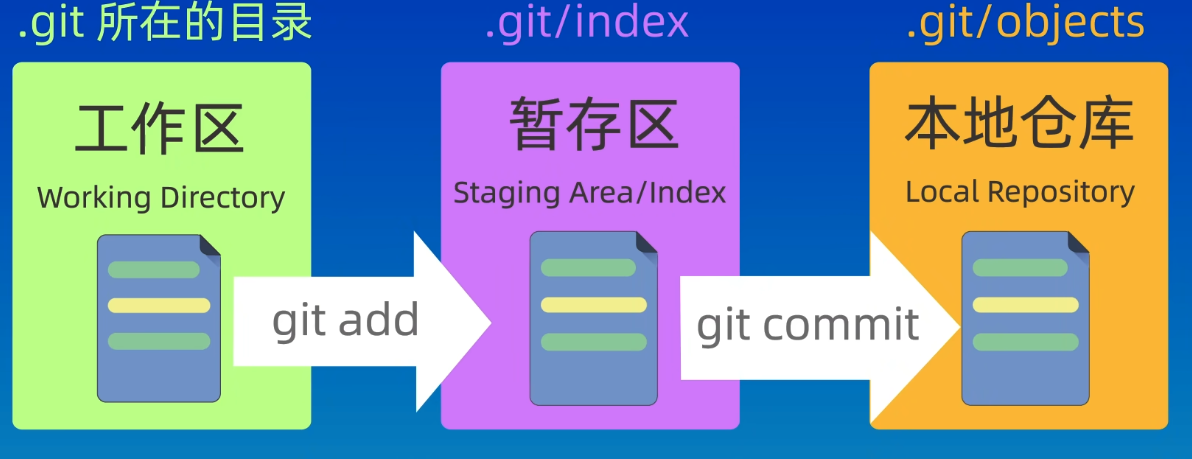 .git 所在的目录
.git/index
.git/objects
工作区
Working Directory
暂存区
Staging Area/Index
本地仓库
Local Repository
git add
git commit